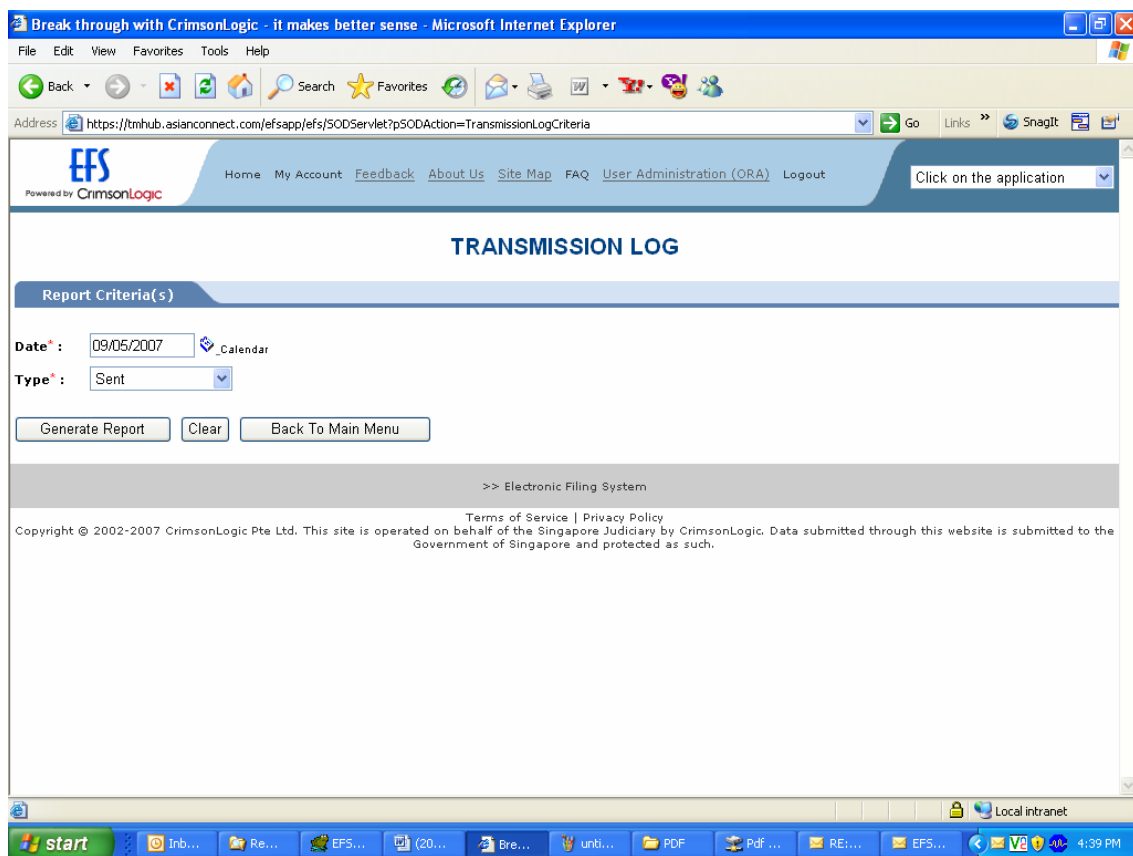 Break through with CrimsonLogic - it makes better sense - Microsoft Internet Explorer
File Edit View Favorites Tools Help
Back Search Favorites
Address https://tmhub.asianconnect.com/efsapp/efs/SODServlet?pSODAction=TransmissionLogCriteria Go Links » SnagIt
EFS
Powered by CrimsonLogic
Home My Account Feedback About Us Site Map FAQ User Administration (ORA) Logout Click on the application
TRANSMISSION LOG
Report Criteria(s)
Date* : 09/05/2007 _Calendar
Type* : Sent
Generate Report Clear Back To Main Menu
>> Electronic Filing System
Terms of Service | Privacy Policy
Copyright © 2002-2007 CrimsonLogic Pte Ltd. This site is operated on behalf of the Singapore Judiciary by CrimsonLogic. Data submitted through this website is submitted to the
Government of Singapore and protected as such.
Local intranet
start Inb... Re... EFS... (20... Bre... unti... PDF Pdf ... RE:... EFS... 4:39 PM